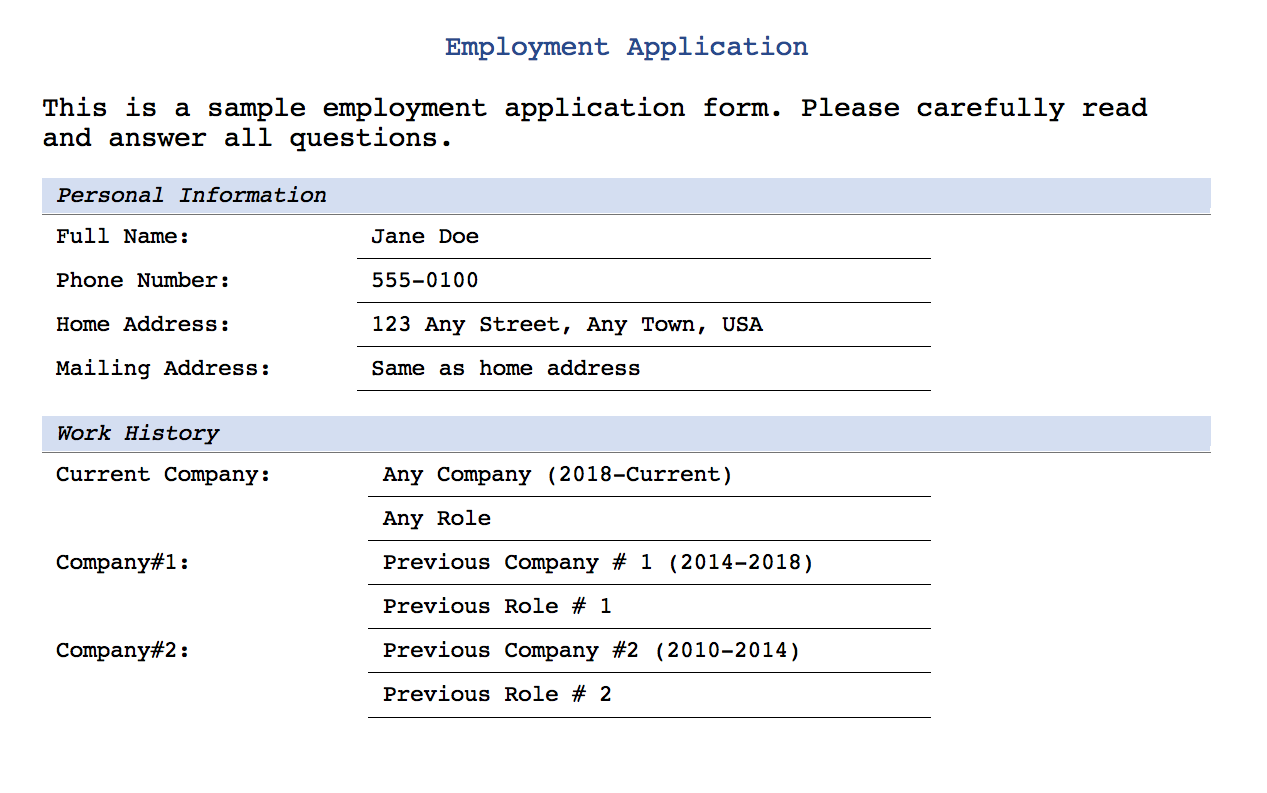 Employment Application
This is a sample employment application form. Please carefully read
and answer all questions.
Personal Information
Full Name: Jane Doe
Phone Number: 555-0100
Home Address: 123 Any Street, Any Town, USA
Mailing Address: Same as home address
Work History
Current Company: Any Company (2018-Current)
Any Role
Company#1: Previous Company # 1 (2014-2018)
Previous Role # 1
Company#2: Previous Company #2 (2010-2014)
Previous Role # 2